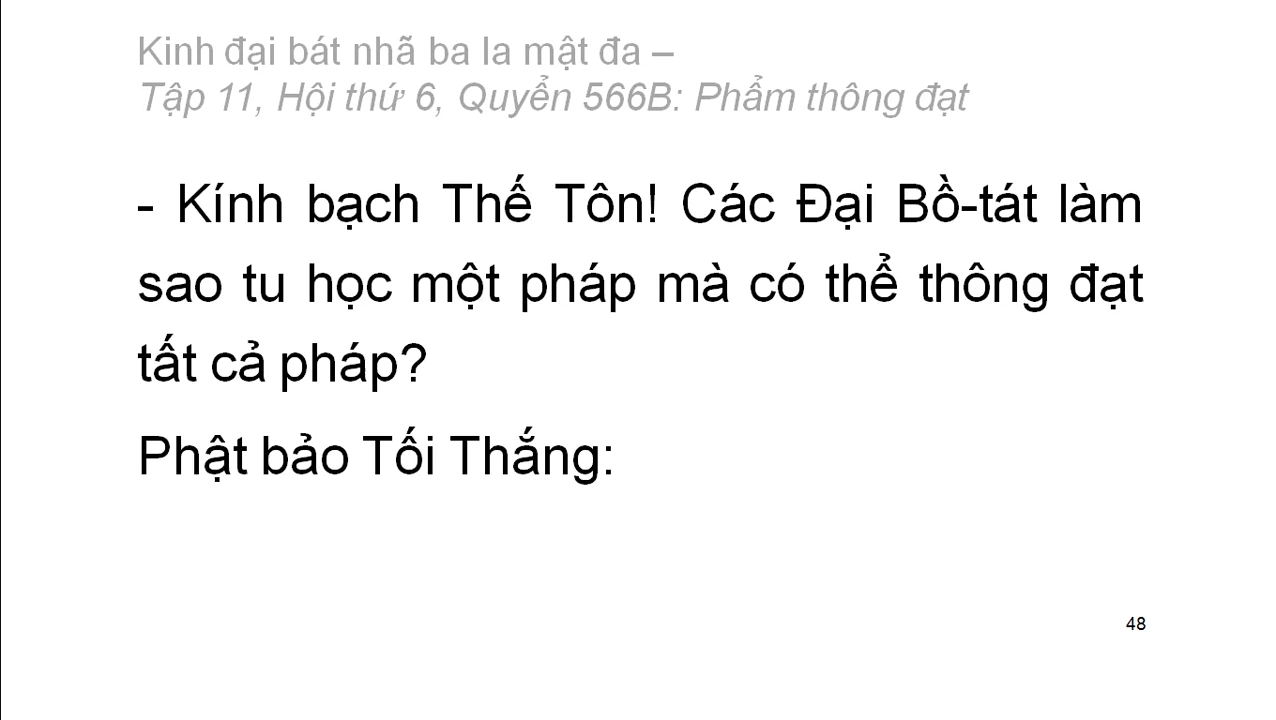 Kinh đại bát nhã ba la mật đa –
Tập 11, Hội thứ 6, Quyển 566B: Phẩm thông đạt
- Kính bạch Thế Tôn! Các Đại Bồ-tát làm
sao tu học một pháp mà có thể thông đạt
tất cả pháp?
Phật bảo Tối Thắng:
48